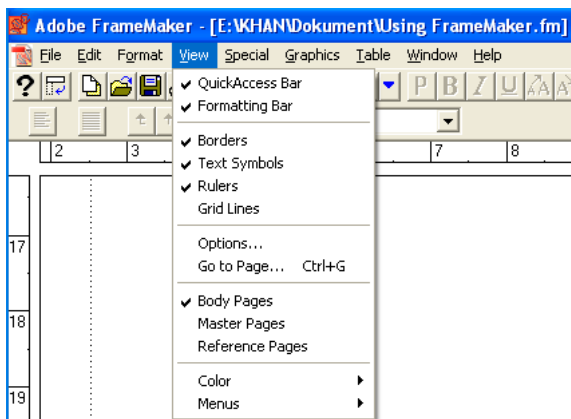 Adobe FrameMaker - [E:\KHAN\Dokument\Using FrameMaker.fm]
File Edit Format View Special Graphics Table Window Help
? P B I U AA
2 3 7 8
QuickAccess Bar
Formatting Bar
Borders
Text Symbols
Rulers
Grid Lines
Options...
Go to Page... Ctrl+G
Body Pages
Master Pages
Reference Pages
Color
Menus
17
18
19